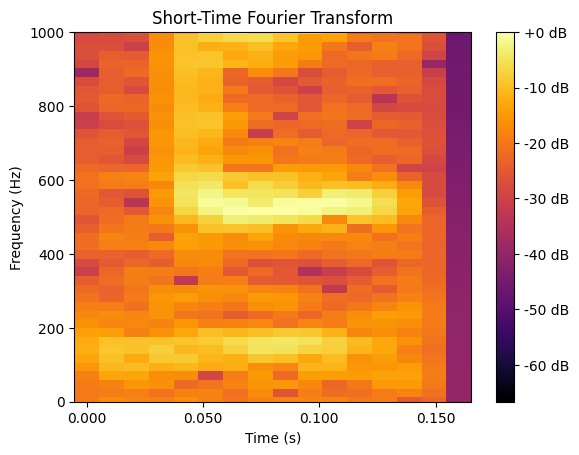 Short-Time Fourier Transform
1000
800
600
400
200
0
Frequency (Hz)
0.000
0.050
0.100
0.150
Time (s)
+0 dB
-10 dB
-20 dB
-30 dB
-40 dB
-50 dB
-60 dB